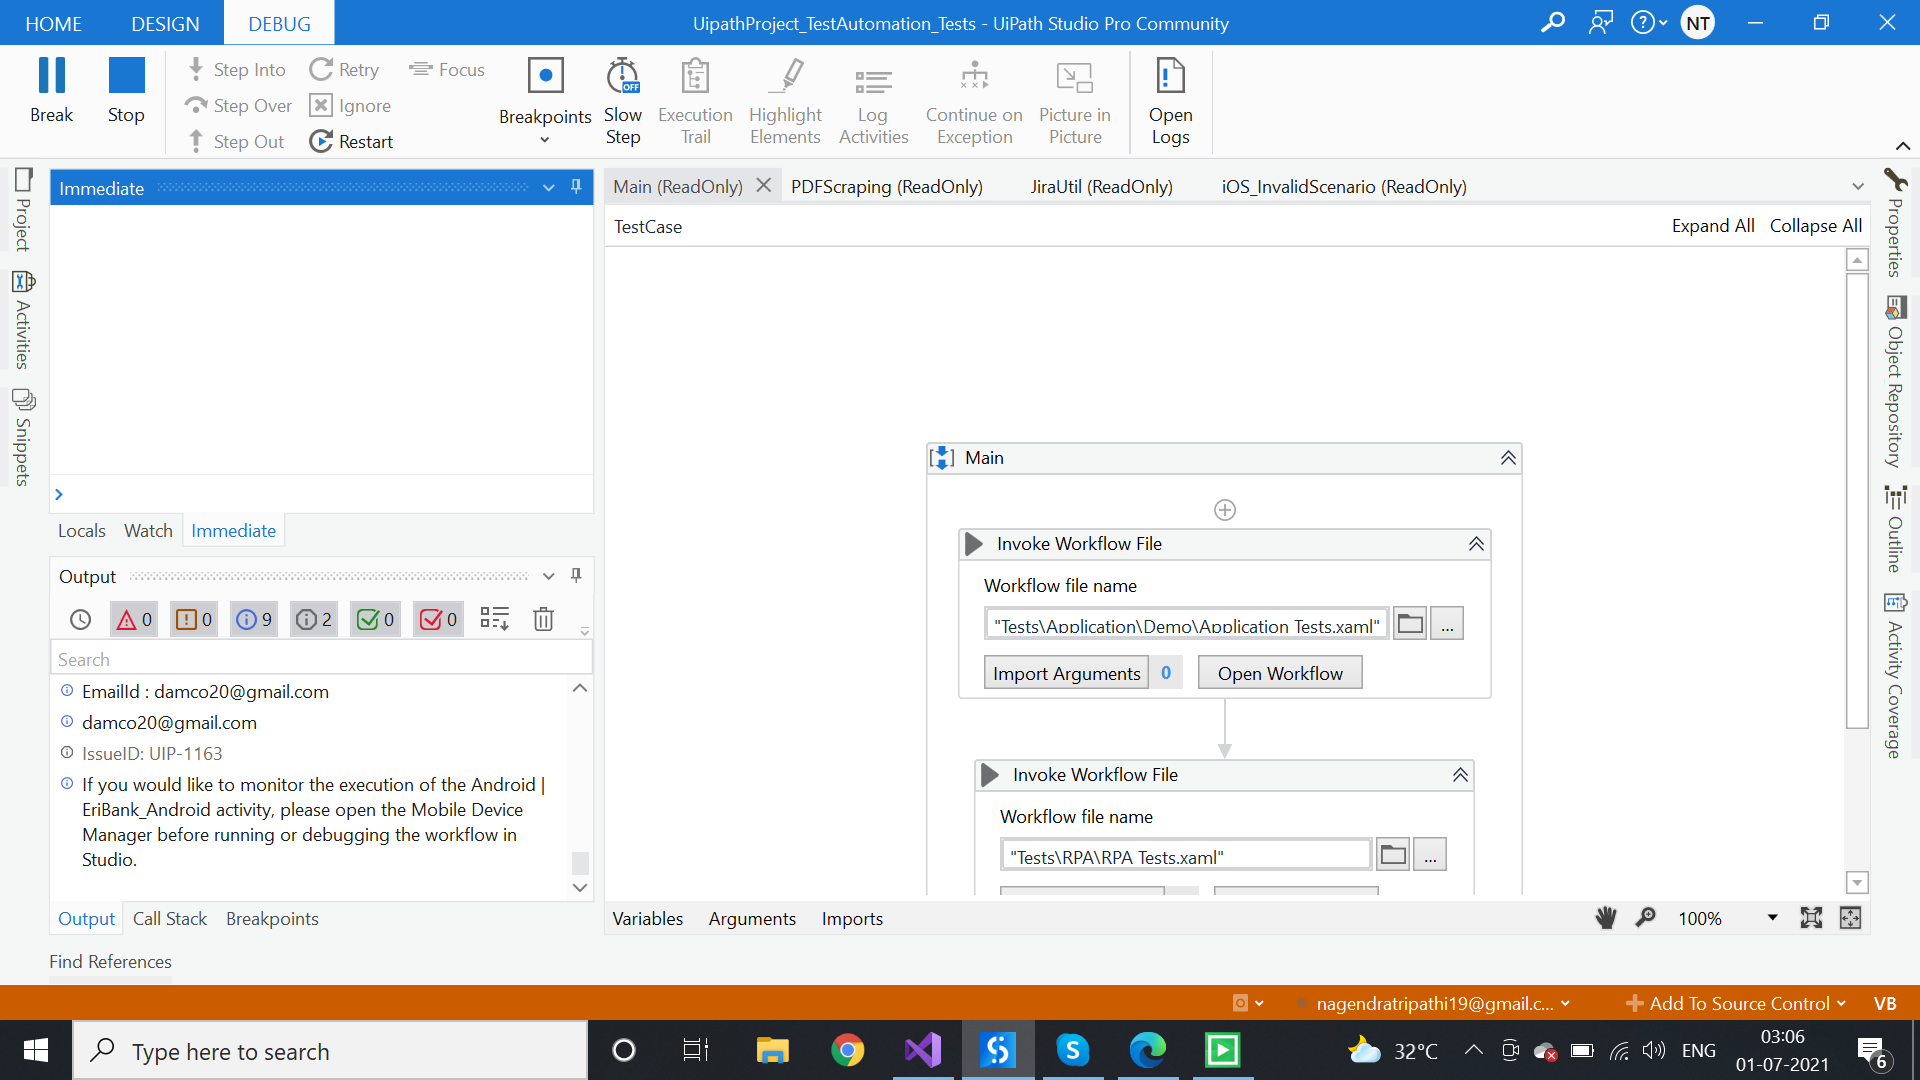 HOME DESIGN DEBUG
UipathProject_TestAutomation_Tests - UiPath Studio Pro Community
NT
Break
Stop
Step Into
Step Over
Step Out
Retry
Ignore
Restart
Focus
Breakpoints
Slow
Step
Execution
Trail
Highlight
Elements
Log
Activities
Continue on
Exception
Picture in
Picture
Open
Logs
Project
Activities
Snippets
Immediate
Locals Watch Immediate
Output
0 0 9 2 0 0
Search
EmailId : damco20@gmail.com
damco20@gmail.com
IssueID: UIP-1163
If you would like to monitor the execution of the Android |
EriBank_Android activity, please open the Mobile Device
Manager before running or debugging the workflow in
Studio.
Output Call Stack Breakpoints
Find References
Main (ReadOnly) PDFScraping (ReadOnly) JiraUtil (ReadOnly) iOS_InvalidScenario (ReadOnly)
TestCase
Expand All Collapse All
Main
Invoke Workflow File
Workflow file name
"Tests\Application\Demo\Application Tests.xaml"
...
Import Arguments 0 Open Workflow
Invoke Workflow File
Workflow file name
"Tests\RPA\RPA Tests.xaml"
...
Variables Arguments Imports
100%
Properties
Object Repository
Outline
Activity Coverage
nagendratripathi19@gmail.c...
Add To Source Control
VB
Type here to search
32°C
ENG
03:06
01-07-2021
6